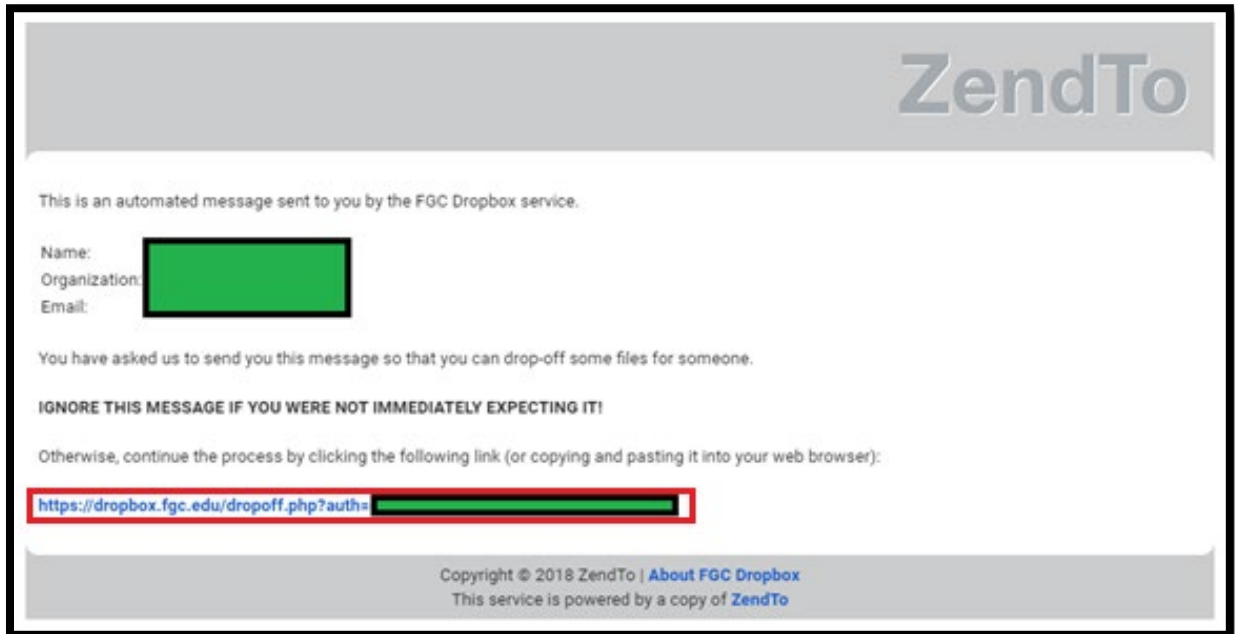 ZendTo
This is an automated message sent to you by the FGC Dropbox service.
Name:
Organization:
Email:
You have asked us to send you this message so that you can drop-off some files for someone.
IGNORE THIS MESSAGE IF YOU WERE NOT IMMEDIATELY EXPECTING IT!
Otherwise, continue the process by clicking the following link (or copying and pasting it into your web browser):
https://dropbox.fgc.edu/dropoff.php?auth=
Copyright © 2018 ZendTo | About FGC Dropbox
This service is powered by a copy of ZendTo